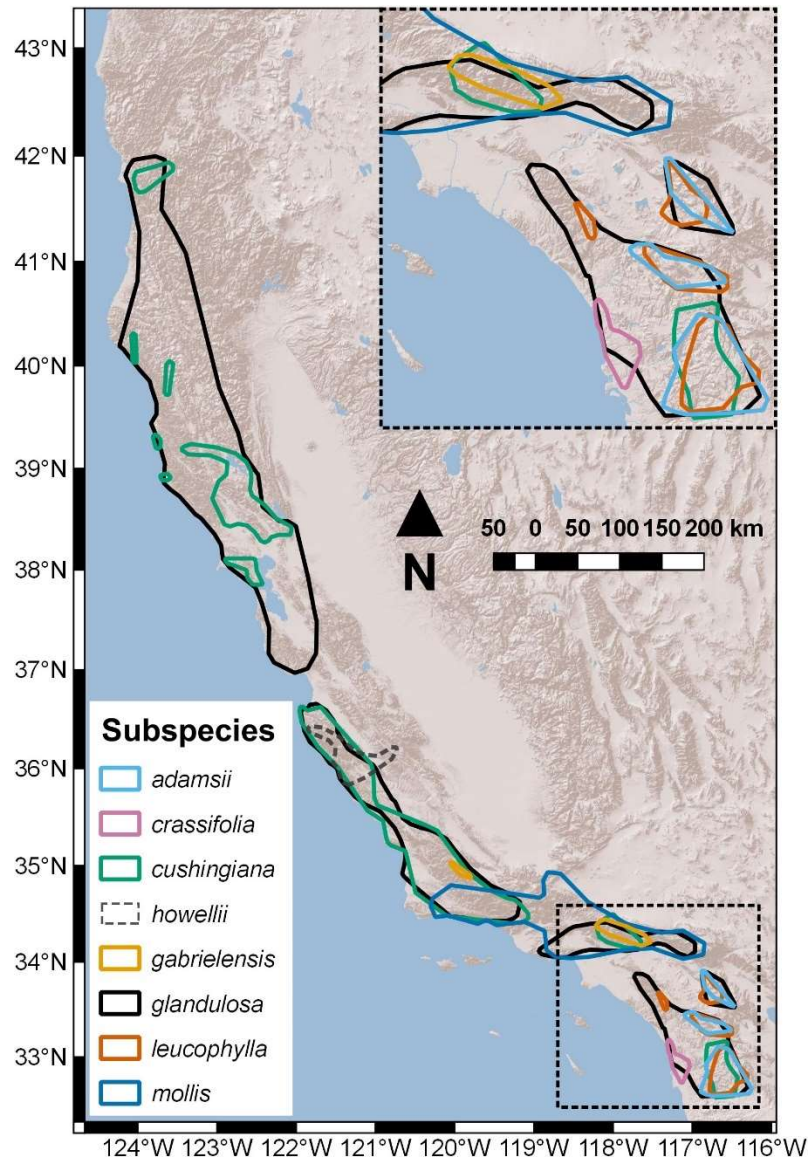 43°N
42°N
41°N
40°N
39°N
38°N
37°N
36°N
35°N
34°N
33°N
50 0 50 100 150 200 km
N
Subspecies
adamsii
crassifolia
cushingiana
howellii
gabrielensis
glandulosa
leucophylla
mollis
124°W 123°W 122°W 121°W 120°W 119°W 118°W 117°W 116°W